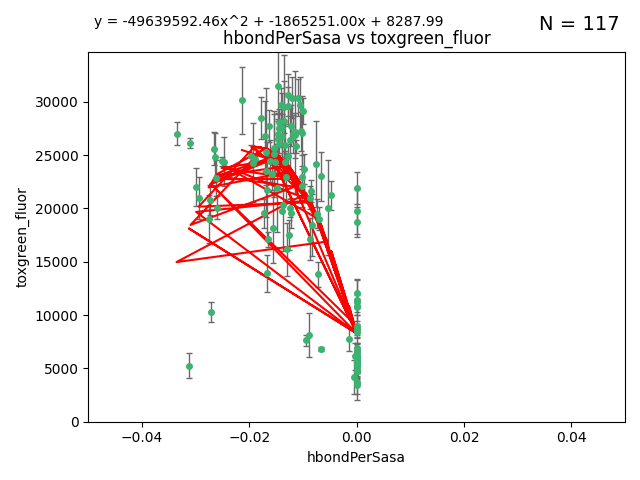 y = -49639592.46x^2 + -1865251.00x + 8287.99
N = 117
hbondPerSasa vs toxgreen_fluor
30000
25000
20000
15000
10000
5000
0
toxgreen_fluor
−0.04
−0.02
0.00
0.02
0.04
hbondPerSasa